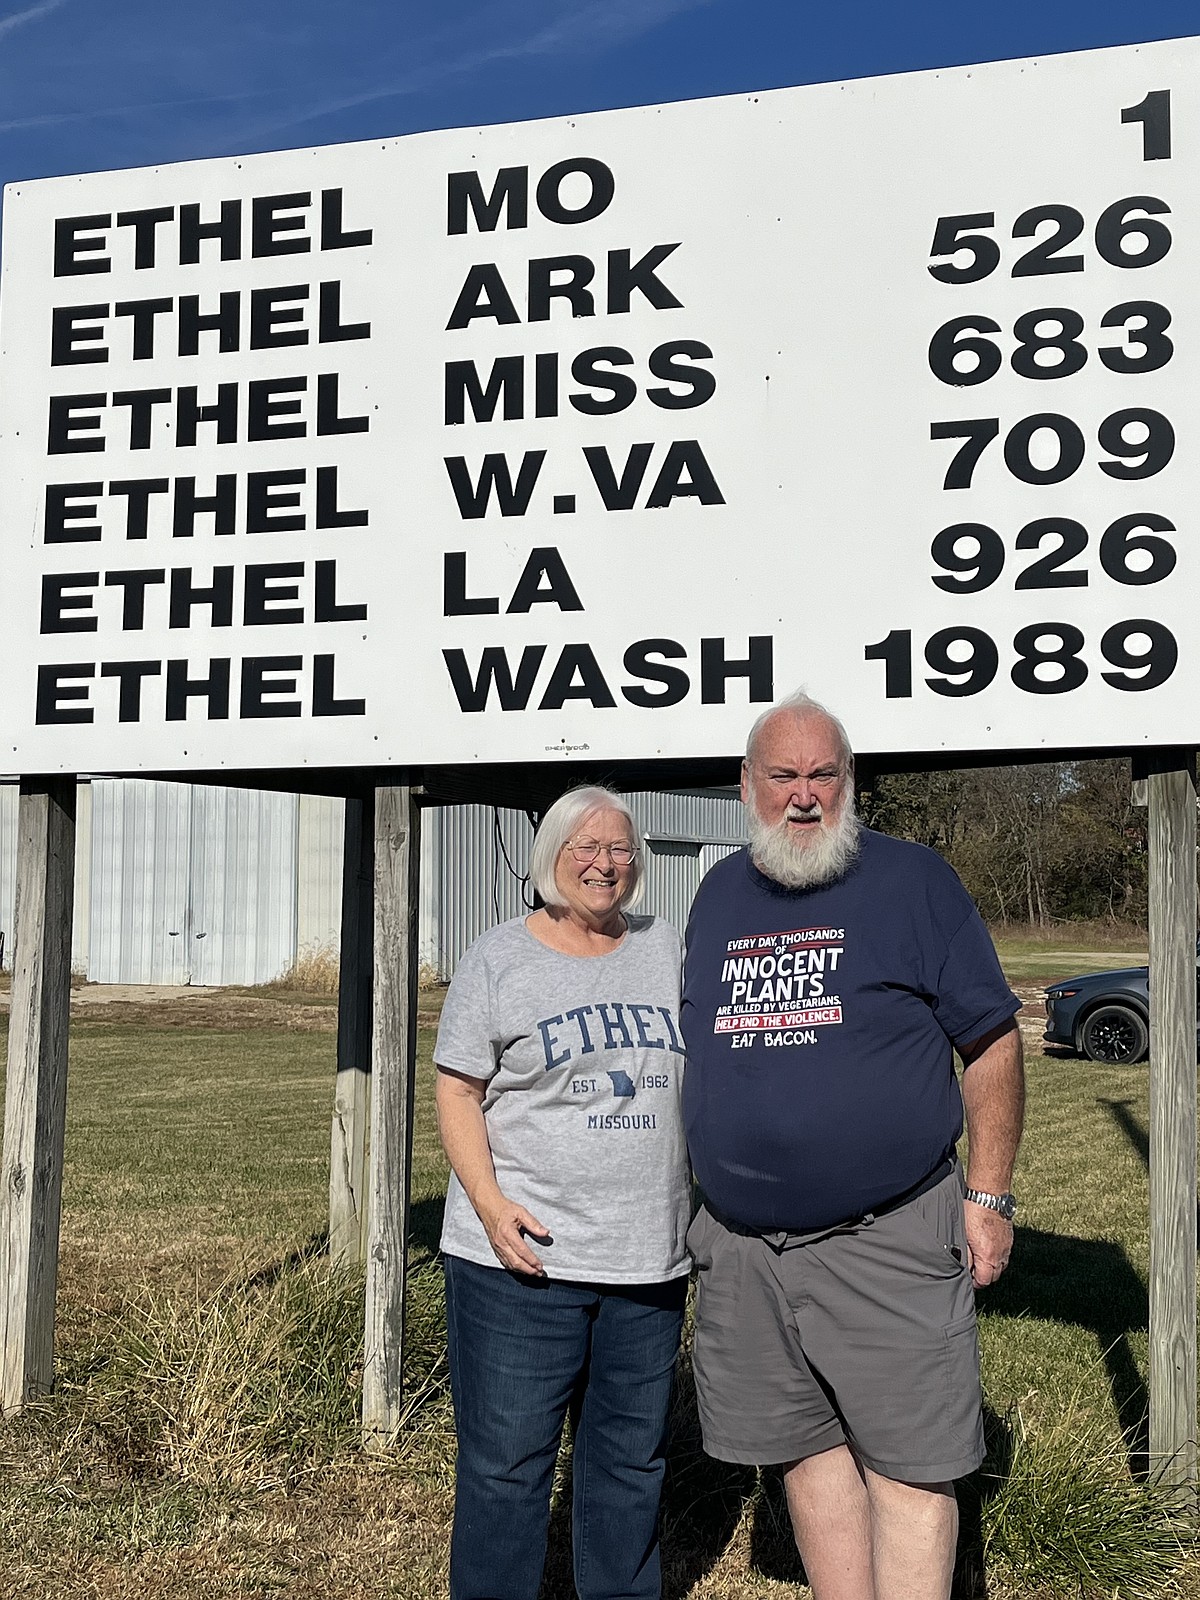 ETHEL MO 1
ETHEL ARK 526
ETHEL MISS 683
ETHEL W.VA 709
ETHEL LA 926
ETHEL WASH 1989
SHERWOOD
ETHEL
EST. 1962
MISSOURI
EVERY DAY, THOUSANDS
OF
INNOCENT
PLANTS
ARE KILLED BY VEGETARIANS.
HELP END THE VIOLENCE.
EAT BACON.